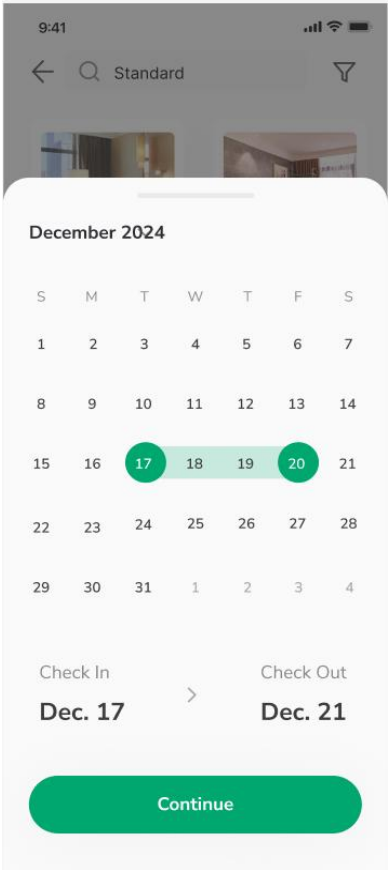 9:41
Standard
December 2024
S M T W T F S
1 2 3 4 5 6 7
8 9 10 11 12 13 14
15 16 17 18 19 20 21
22 23 24 25 26 27 28
29 30 31 1 2 3 4
Check In Check Out
Dec. 17 > Dec. 21
Continue